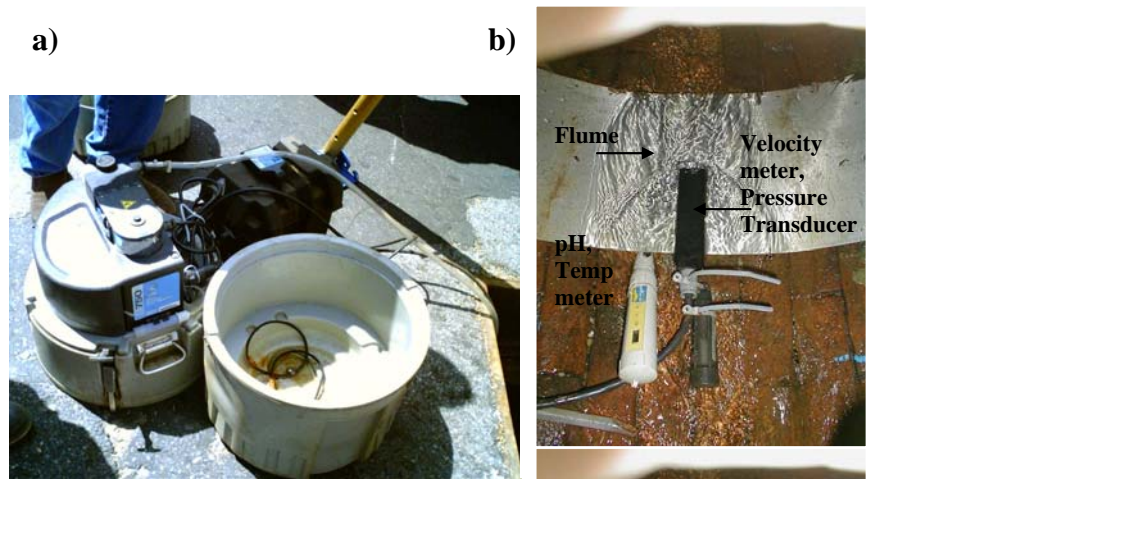 a)
b)
Flume
Velocity
meter,
Pressure
Transducer
pH,
Temp
meter